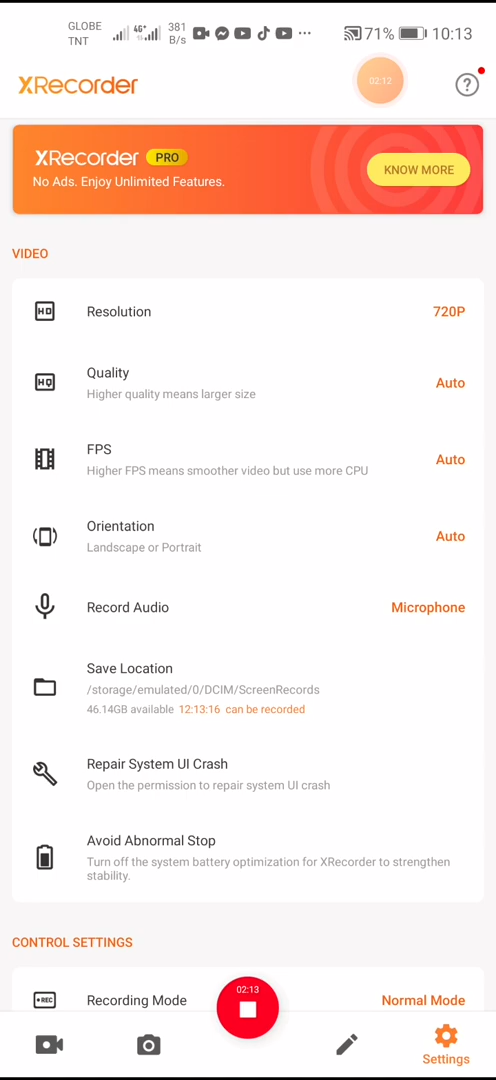 GLOBE
TNT
4G+
381
B/s
71%
10:13
XRecorder
02:12
XRecorder PRO
No Ads. Enjoy Unlimited Features.
KNOW MORE
VIDEO
Resolution
720P
Quality
Higher quality means larger size
Auto
FPS
Higher FPS means smoother video but use more CPU
Auto
Orientation
Landscape or Portrait
Auto
Record Audio
Microphone
Save Location
/storage/emulated/0/DCIM/ScreenRecords
46.14GB available 12:13:16 can be recorded
Repair System UI Crash
Open the permission to repair system UI crash
Avoid Abnormal Stop
Turn off the system battery optimization for XRecorder to strengthen
stability.
CONTROL SETTINGS
Recording Mode
Normal Mode
02:13
Settings